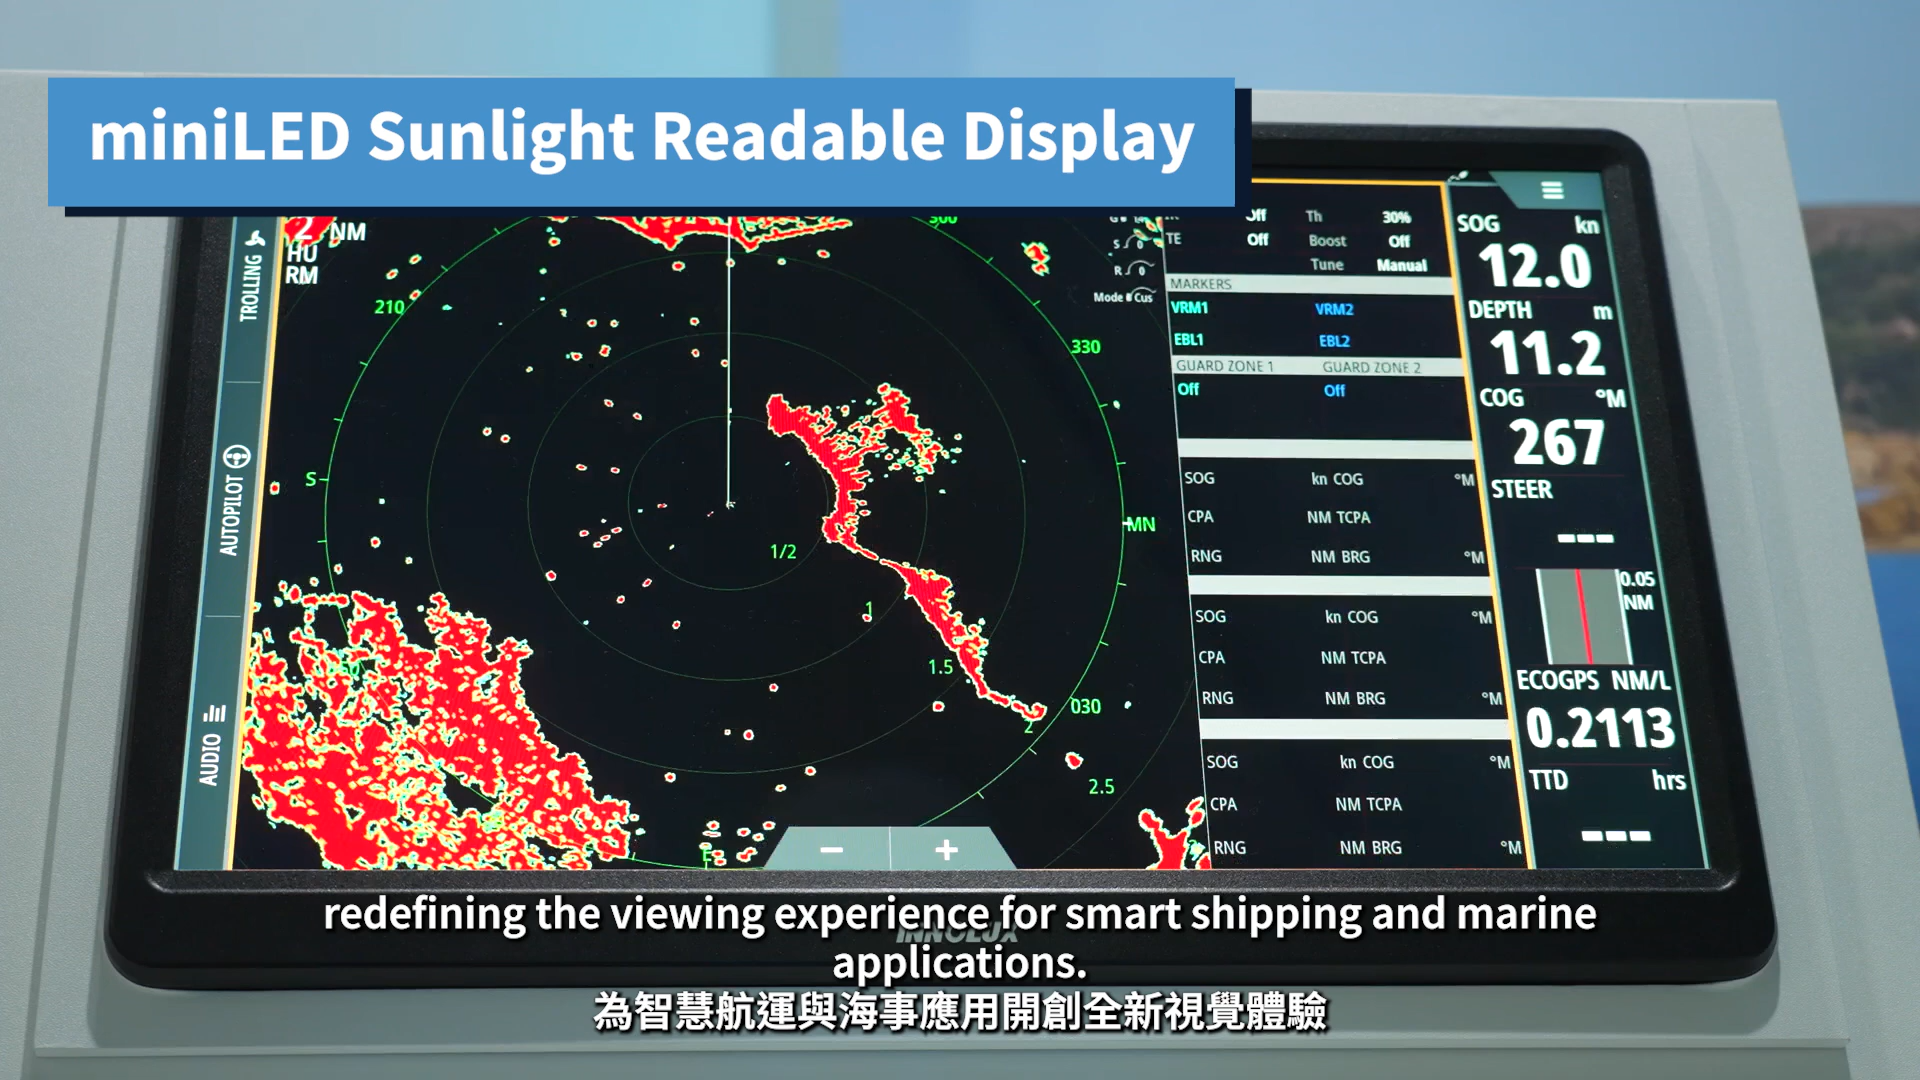 miniLED Sunlight Readable Display
TROLLING
AUTOPILOT
AUDIO
2 NM
HU
RM
210
300
330
S
MN
030
1/2
1
1.5
2
2.5
E
S 0
R 0
Mode Cus
Off Th 30%
TE Off Boost Off
Tune Manual
MARKERS
VRM1 VRM2
EBL1 EBL2
GUARD ZONE 1 GUARD ZONE 2
Off Off
SOG kn COG °M
CPA NM TCPA
RNG NM BRG °M
SOG kn COG °M
CPA NM TCPA
RNG NM BRG °M
SOG kn COG °M
CPA NM TCPA
RNG NM BRG °M
SOG kn
12.0
DEPTH m
11.2
COG °M
267
STEER
---
0.05
NM
ECOGPS NM/L
0.2113
TTD hrs
---
− +
INNOLUX
redefining the viewing experience for smart shipping and marine
applications.
為智慧航運與海事應用開創全新視覺體驗